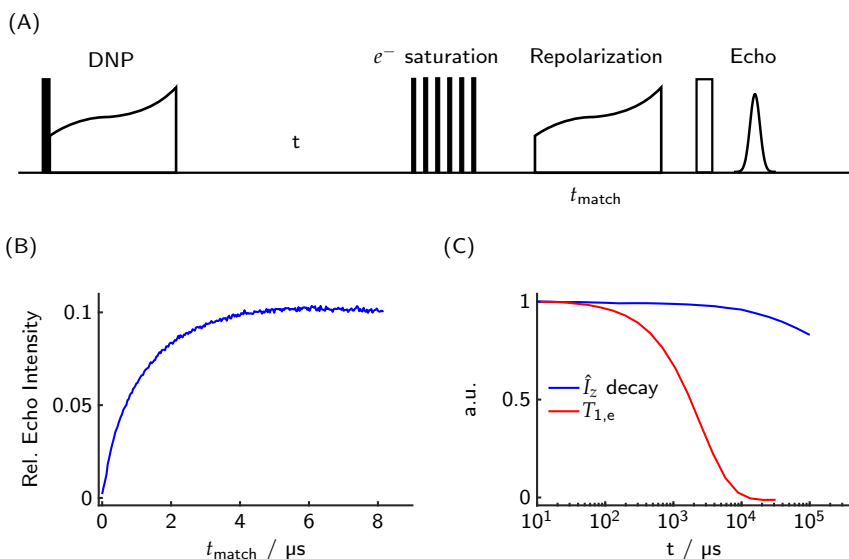 (A)
DNP
e⁻ saturation
Repolarization
Echo
t
t_match
(B)
Rel. Echo Intensity
0.1
0.05
0
0 2 4 6 8
t_match / µs
(C)
a.u.
1
0.5
0
Î_z decay
T_1,e
10¹ 10² 10³ 10⁴ 10⁵
t / µs